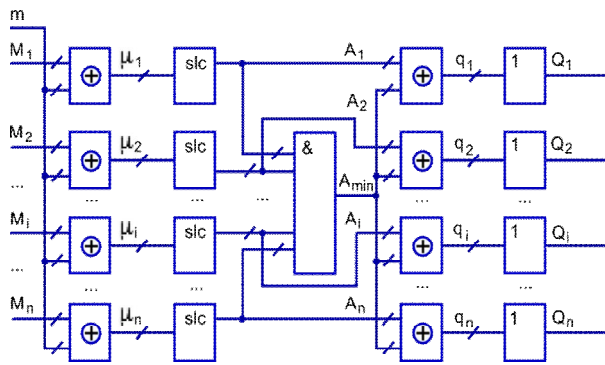 m
M1 μ1 slc A1 q1 1 Q1
A2
M2 μ2 slc & q2 1 Q2
... ... ... ... Amin ... ...
Mi μi slc Ai qi 1 Qi
... ... ... ... ...
Mn μn slc An qn 1 Qn